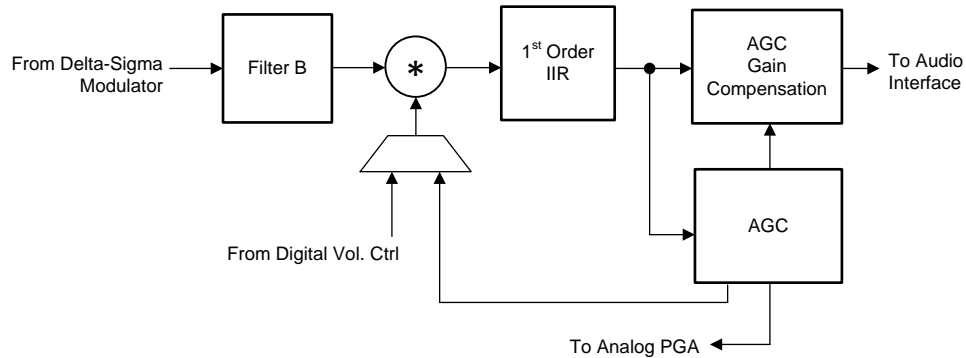 From Delta-Sigma
Modulator
Filter B
*
1st Order
IIR
AGC
Gain
Compensation
To Audio
Interface
From Digital Vol. Ctrl
AGC
To Analog PGA